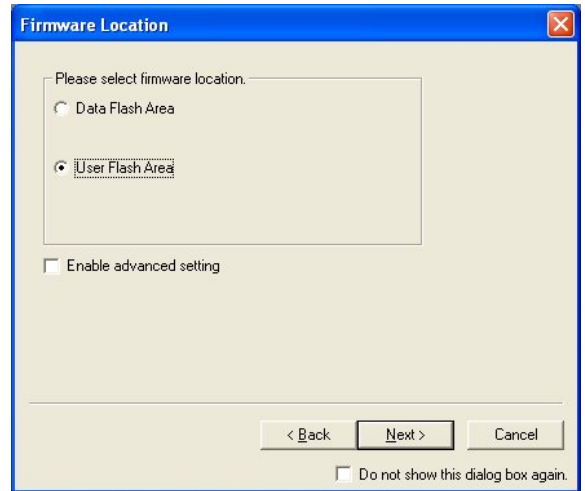 Firmware Location
Please select firmware location.
Data Flash Area
User Flash Area
Enable advanced setting
< Back
Next >
Cancel
Do not show this dialog box again.